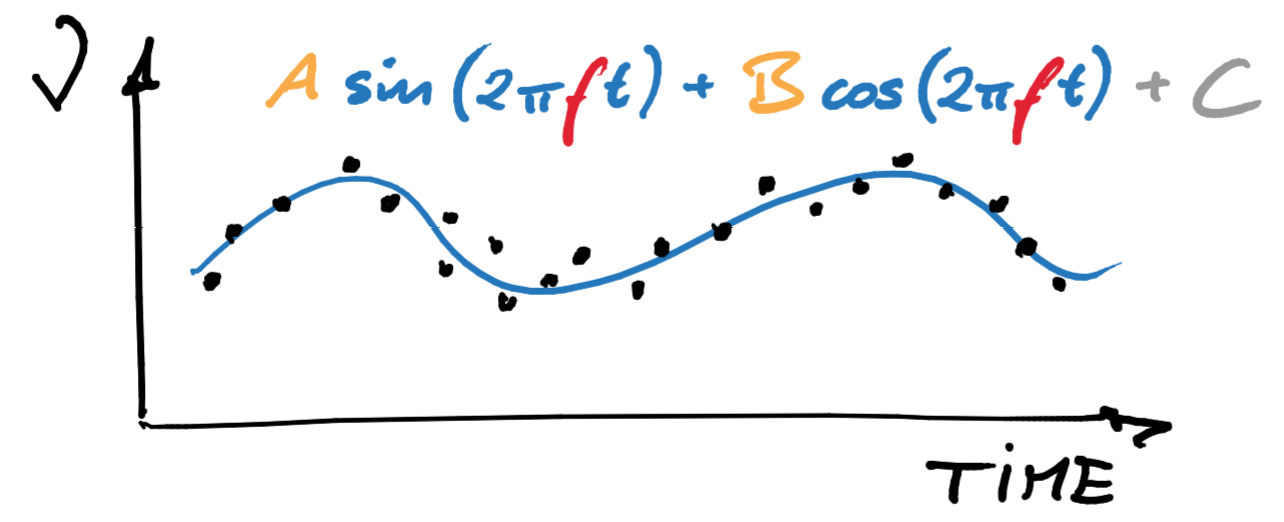 V
A sin (2πft) + B cos (2πft) + C
TiME